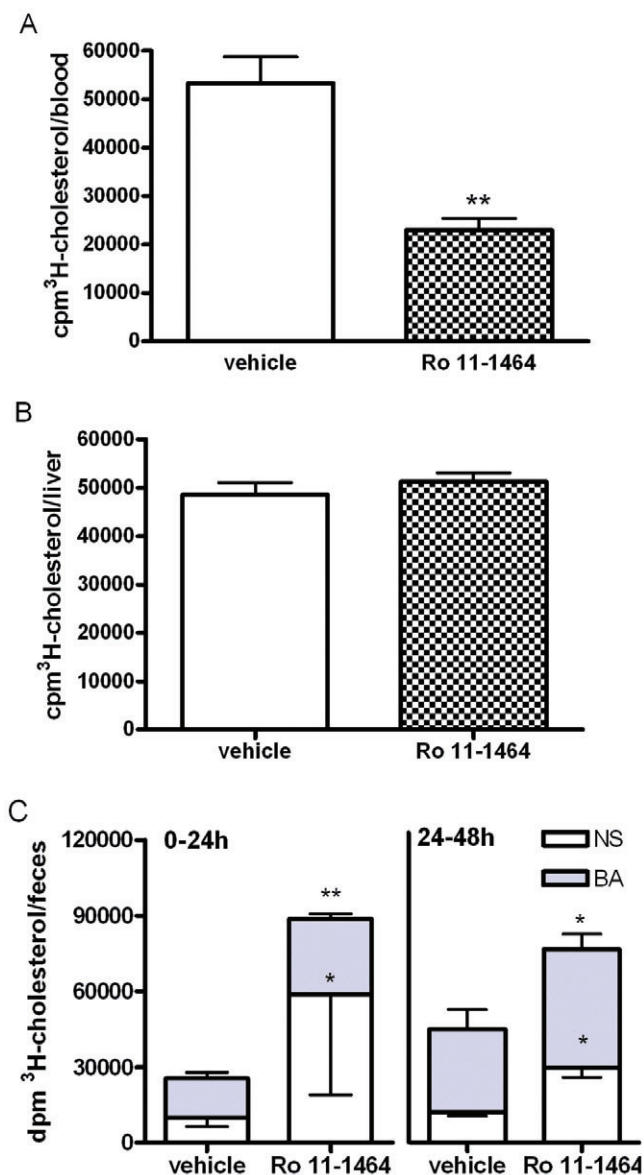 A
cpm³H-cholesterol/blood
60000
50000
40000
30000
20000
10000
0
**
vehicle
Ro 11-1464
B
cpm³H-cholesterol/liver
60000
50000
40000
30000
20000
10000
0
vehicle
Ro 11-1464
C
dpm ³H-cholesterol/feces
120000
90000
60000
30000
0
0-24h
**
*
vehicle
Ro 11-1464
24-48h
NS
BA
*
*
vehicle
Ro 11-1464